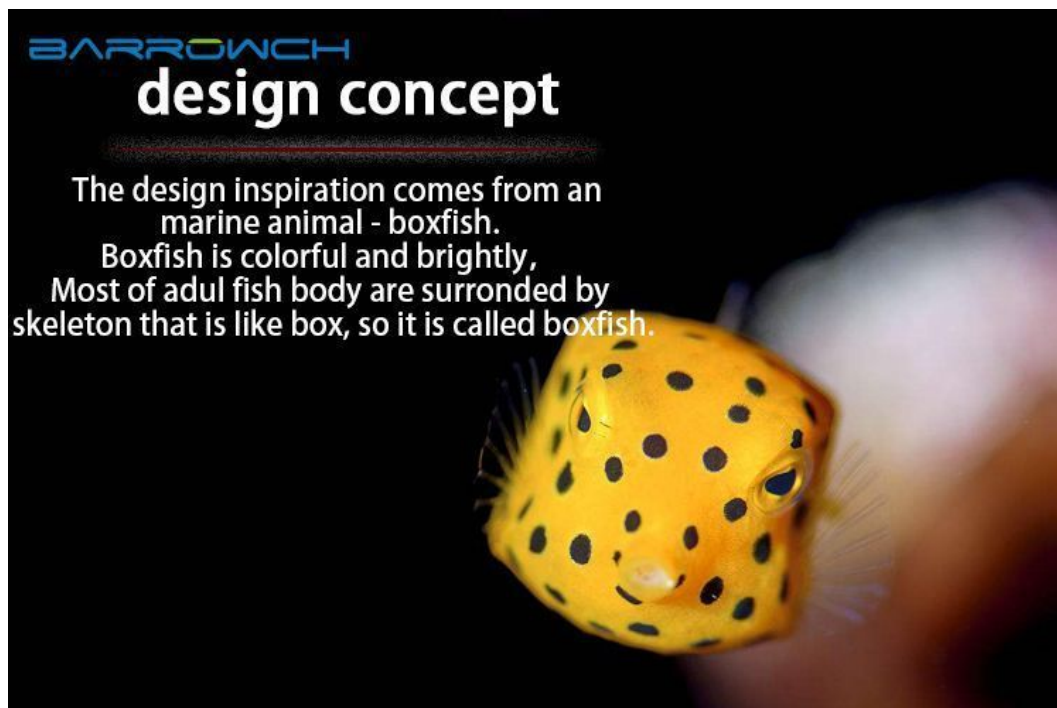 BARROWCH
design concept
The design inspiration comes from an
marine animal - boxfish.
Boxfish is colorful and brightly,
Most of adul fish body are surronded by
skeleton that is like box, so it is called boxfish.